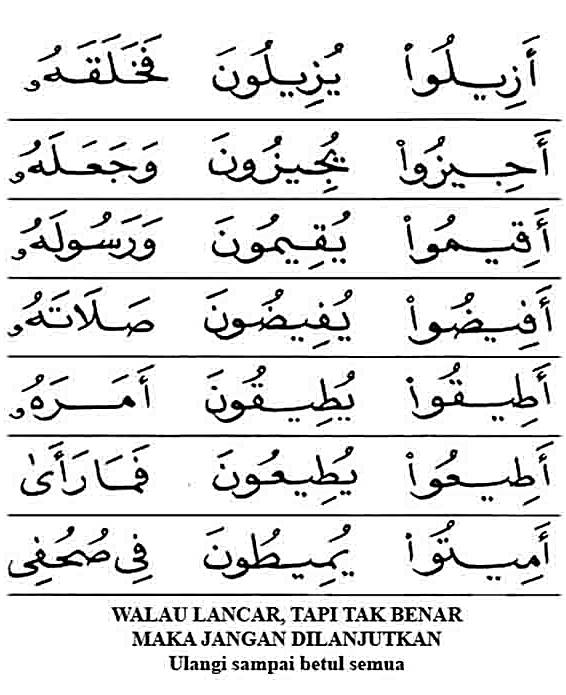 أَزِيلُواْ يُزِيلُونَ فَخَلَقَهُۥ
أَجِيزُواْ يُجِيزُونَ وَجَعَلَهُۥ
أَقِيمُواْ يُقِيمُونَ وَرَسُولَهُۥ
أَفِيضُواْ يُفِيضُونَ صَلَاتَهُۥ
أَطِيقُواْ يُطِيقُونَ أَمَرَهُۥ
أَطِيعُواْ يُطِيعُونَ فَمَا رَأَىٰ
أَمِيتُواْ يُمِيطُونَ فِى صُحُفِى
WALAU LANCAR, TAPI TAK BENAR
MAKA JANGAN DILANJUTKAN
Ulangi sampai betul semua